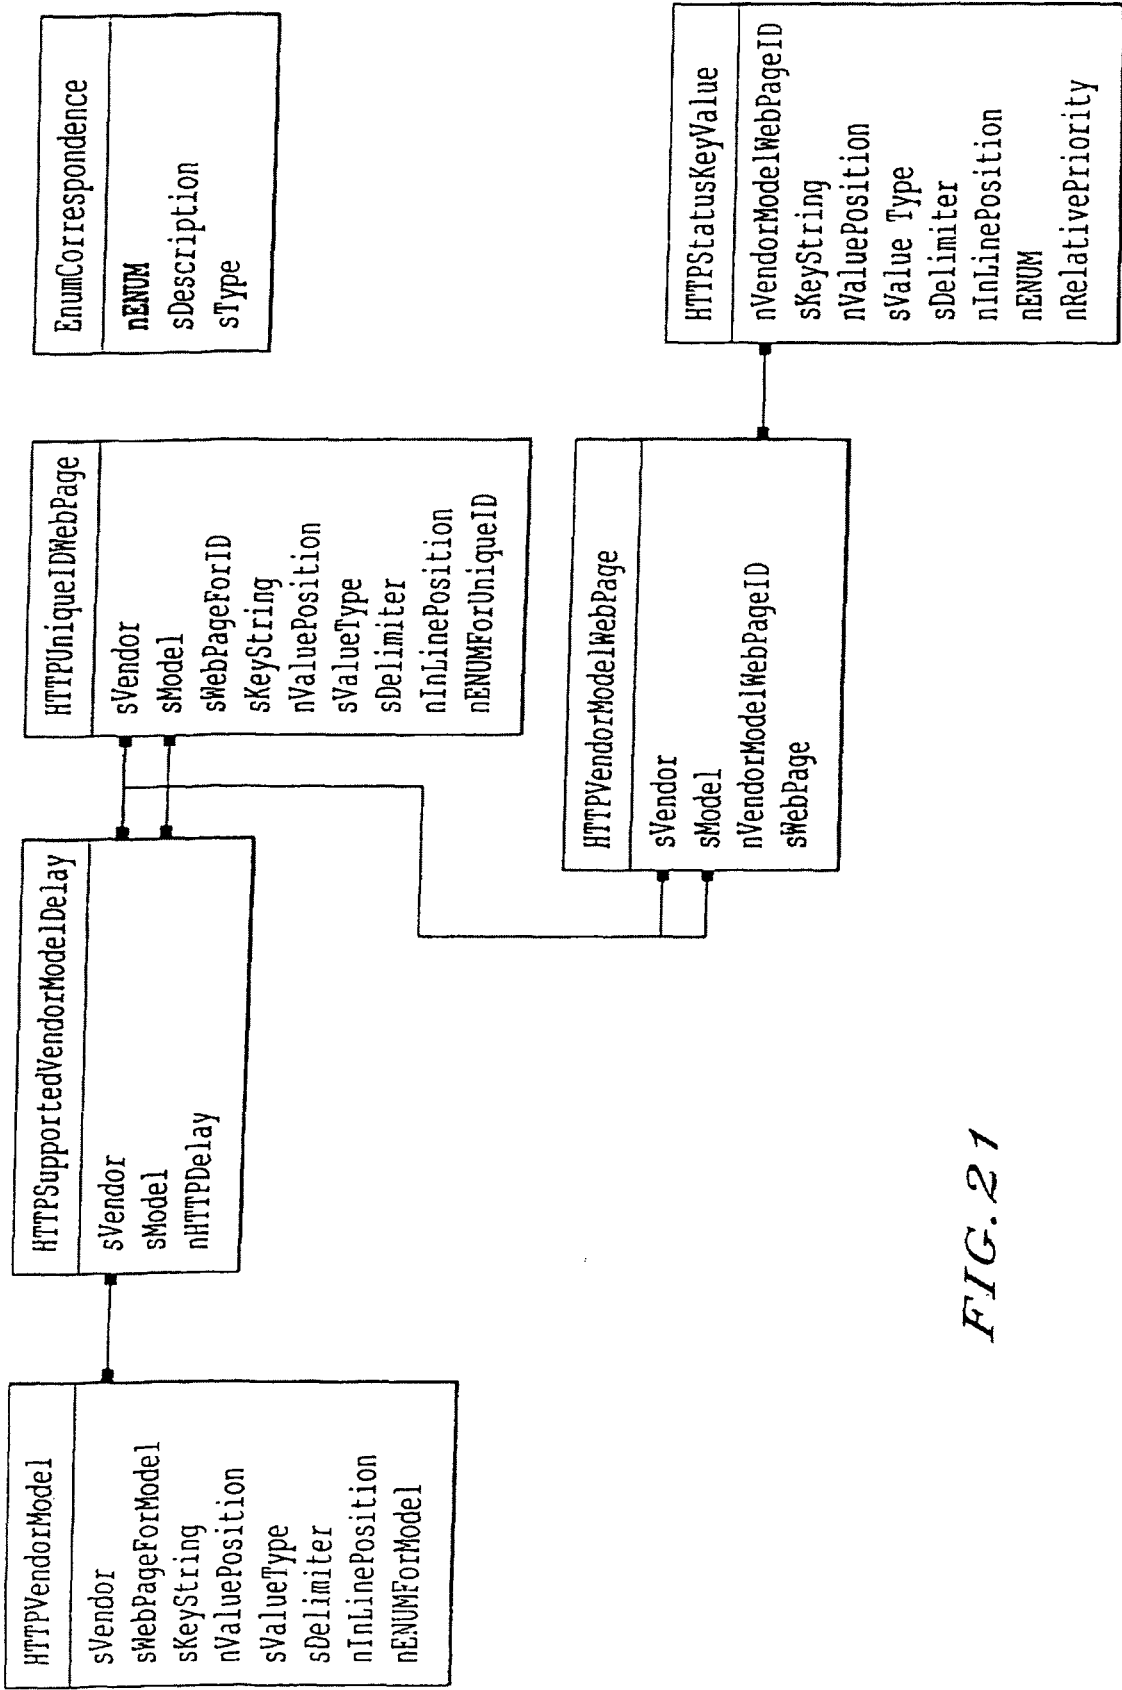 HTTPVendorModel
sVendor
sWebPageForModel
sKeyString
nValuePosition
sValueType
sDelimiter
nInLinePosition
nENUMForModel
HTTPSupportedVendorModelDelay
sVendor
sModel
nHTTPDelay
HTTPUniqueIDWebPage
sVendor
sModel
sWebPageForID
sKeyString
nValuePosition
sValueType
sDelimiter
nInLinePosition
nENUMForUniqueID
EnumCorrespondence
nENUM
sDescription
sType
HTTPVendorModelWebPage
sVendor
sModel
nVendorModelWebPageID
sWebPage
HTTPStatusKeyValue
nVendorModelWebPageID
sKeyString
nValuePosition
sValue Type
sDelimiter
nInLinePosition
nENUM
nRelativePriority
FIG.21